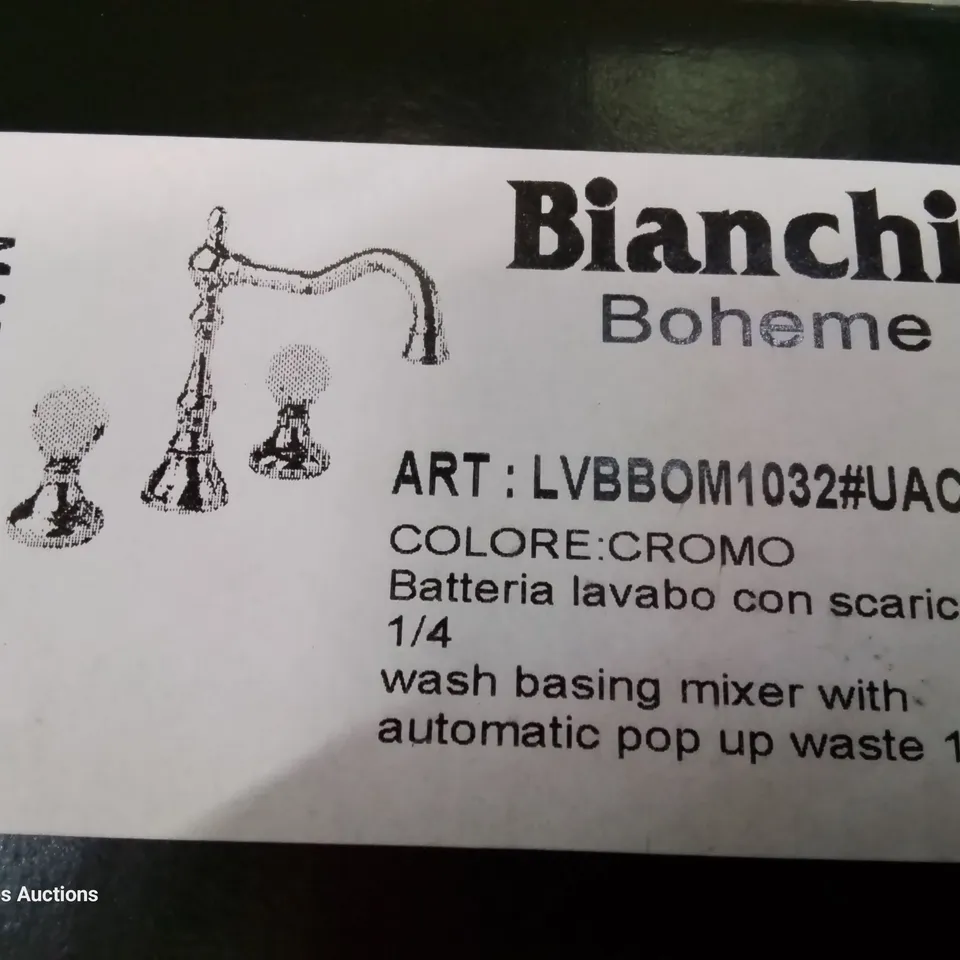 Bianchi
Boheme
ART : LVBBOM1032#UAC
COLORE:CROMO
Batteria lavabo con scaric
1/4
wash basing mixer with
automatic pop up waste 1
s Auctions